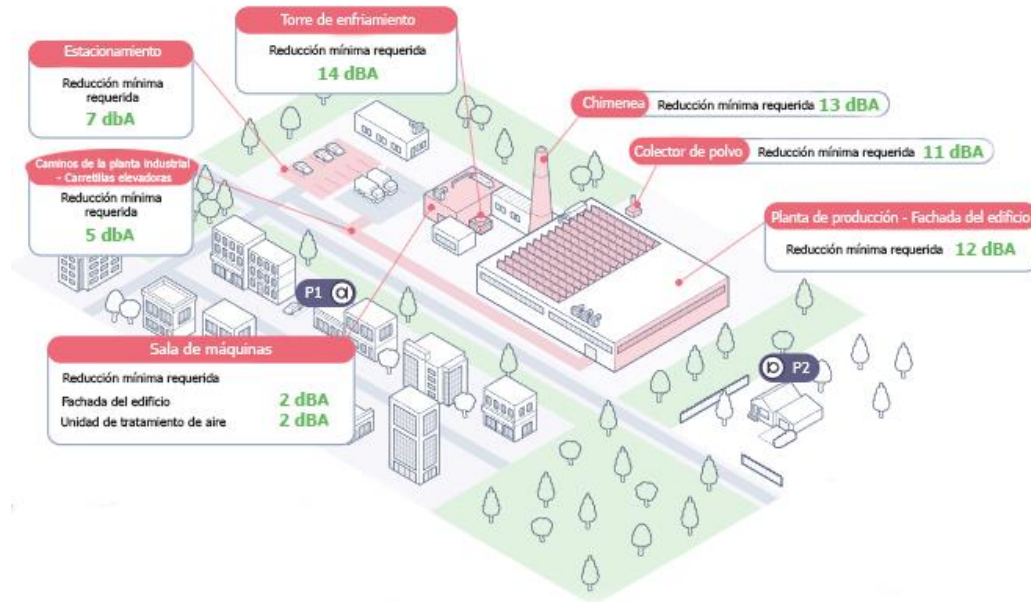 Torre de enfriamiento
Reducción mínima requerida
14 dBA
Estacionamiento
Reducción mínima
requerida
7 dbA
Chimenea
Reducción mínima requerida 13 dBA
Colector de polvo
Reducción mínima requerida 11 dBA
Caminos de la planta industrial
- Carretillas elevadoras
Reducción mínima
requerida
5 dbA
Planta de producción - Fachada del edificio
Reducción mínima requerida 12 dBA
P1
P2
Sala de máquinas
Reducción mínima requerida
Fachada del edificio 2 dBA
Unidad de tratamiento de aire 2 dBA